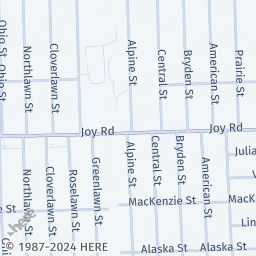 Ohio St
Ohio St
Northlawn St
Cloverlawn St
Alpine St
Central St
Bryden St
American St
Prairie St
Joy Rd
Joy Rd
Northlawn St
Cloverlawn St
Roselawn St
Greenlawn St
Alpine St
Central St
Bryden St
American St
Julia
V
e St
MacKenzie St
MacK
Lin
here
Alaska St
Alaska St
© 1987-2024 HERE